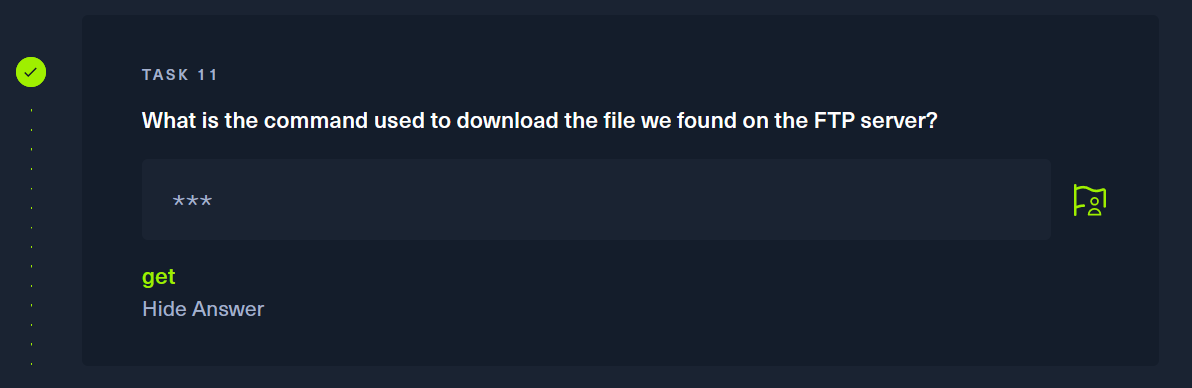 TASK 11
What is the command used to download the file we found on the FTP server?
***
get
Hide Answer